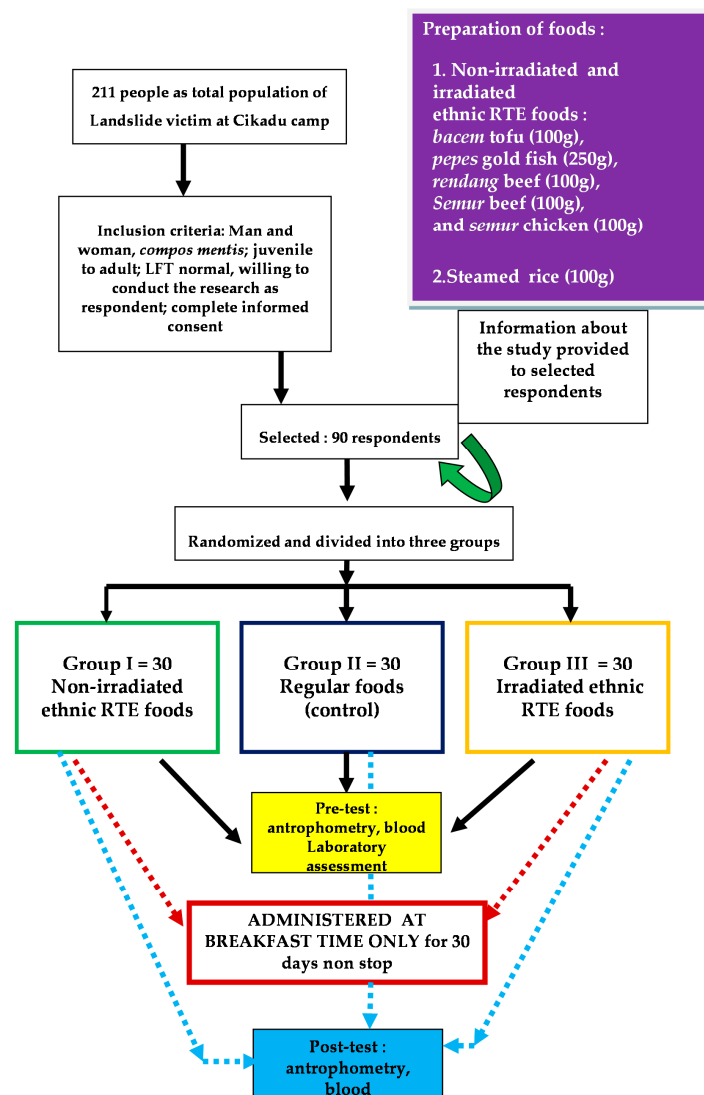 Preparation of foods :
1. Non-irradiated and
irradiated
ethnic RTE foods :
bacem tofu (100g),
pepes gold fish (250g),
rendang beef (100g),
Semur beef (100g),
and semur chicken (100g)
2.Steamed rice (100g)
211 people as total population of
Landslide victim at Cikadu camp
Inclusion criteria: Man and
woman, compos mentis; juvenile
to adult; LFT normal, willing to
conduct the research as
respondent; complete informed
consent
Information about
the study provided
to selected
respondents
Selected : 90 respondents
Randomized and divided into three groups
Group I = 30
Non-irradiated
ethnic RTE foods
Group II = 30
Regular foods
(control)
Group III = 30
Irradiated ethnic
RTE foods
Pre-test :
antrophometry, blood
Laboratory
assessment
ADMINISTERED AT
BREAKFAST TIME ONLY for 30
days non stop
Post-test :
antrophometry,
blood